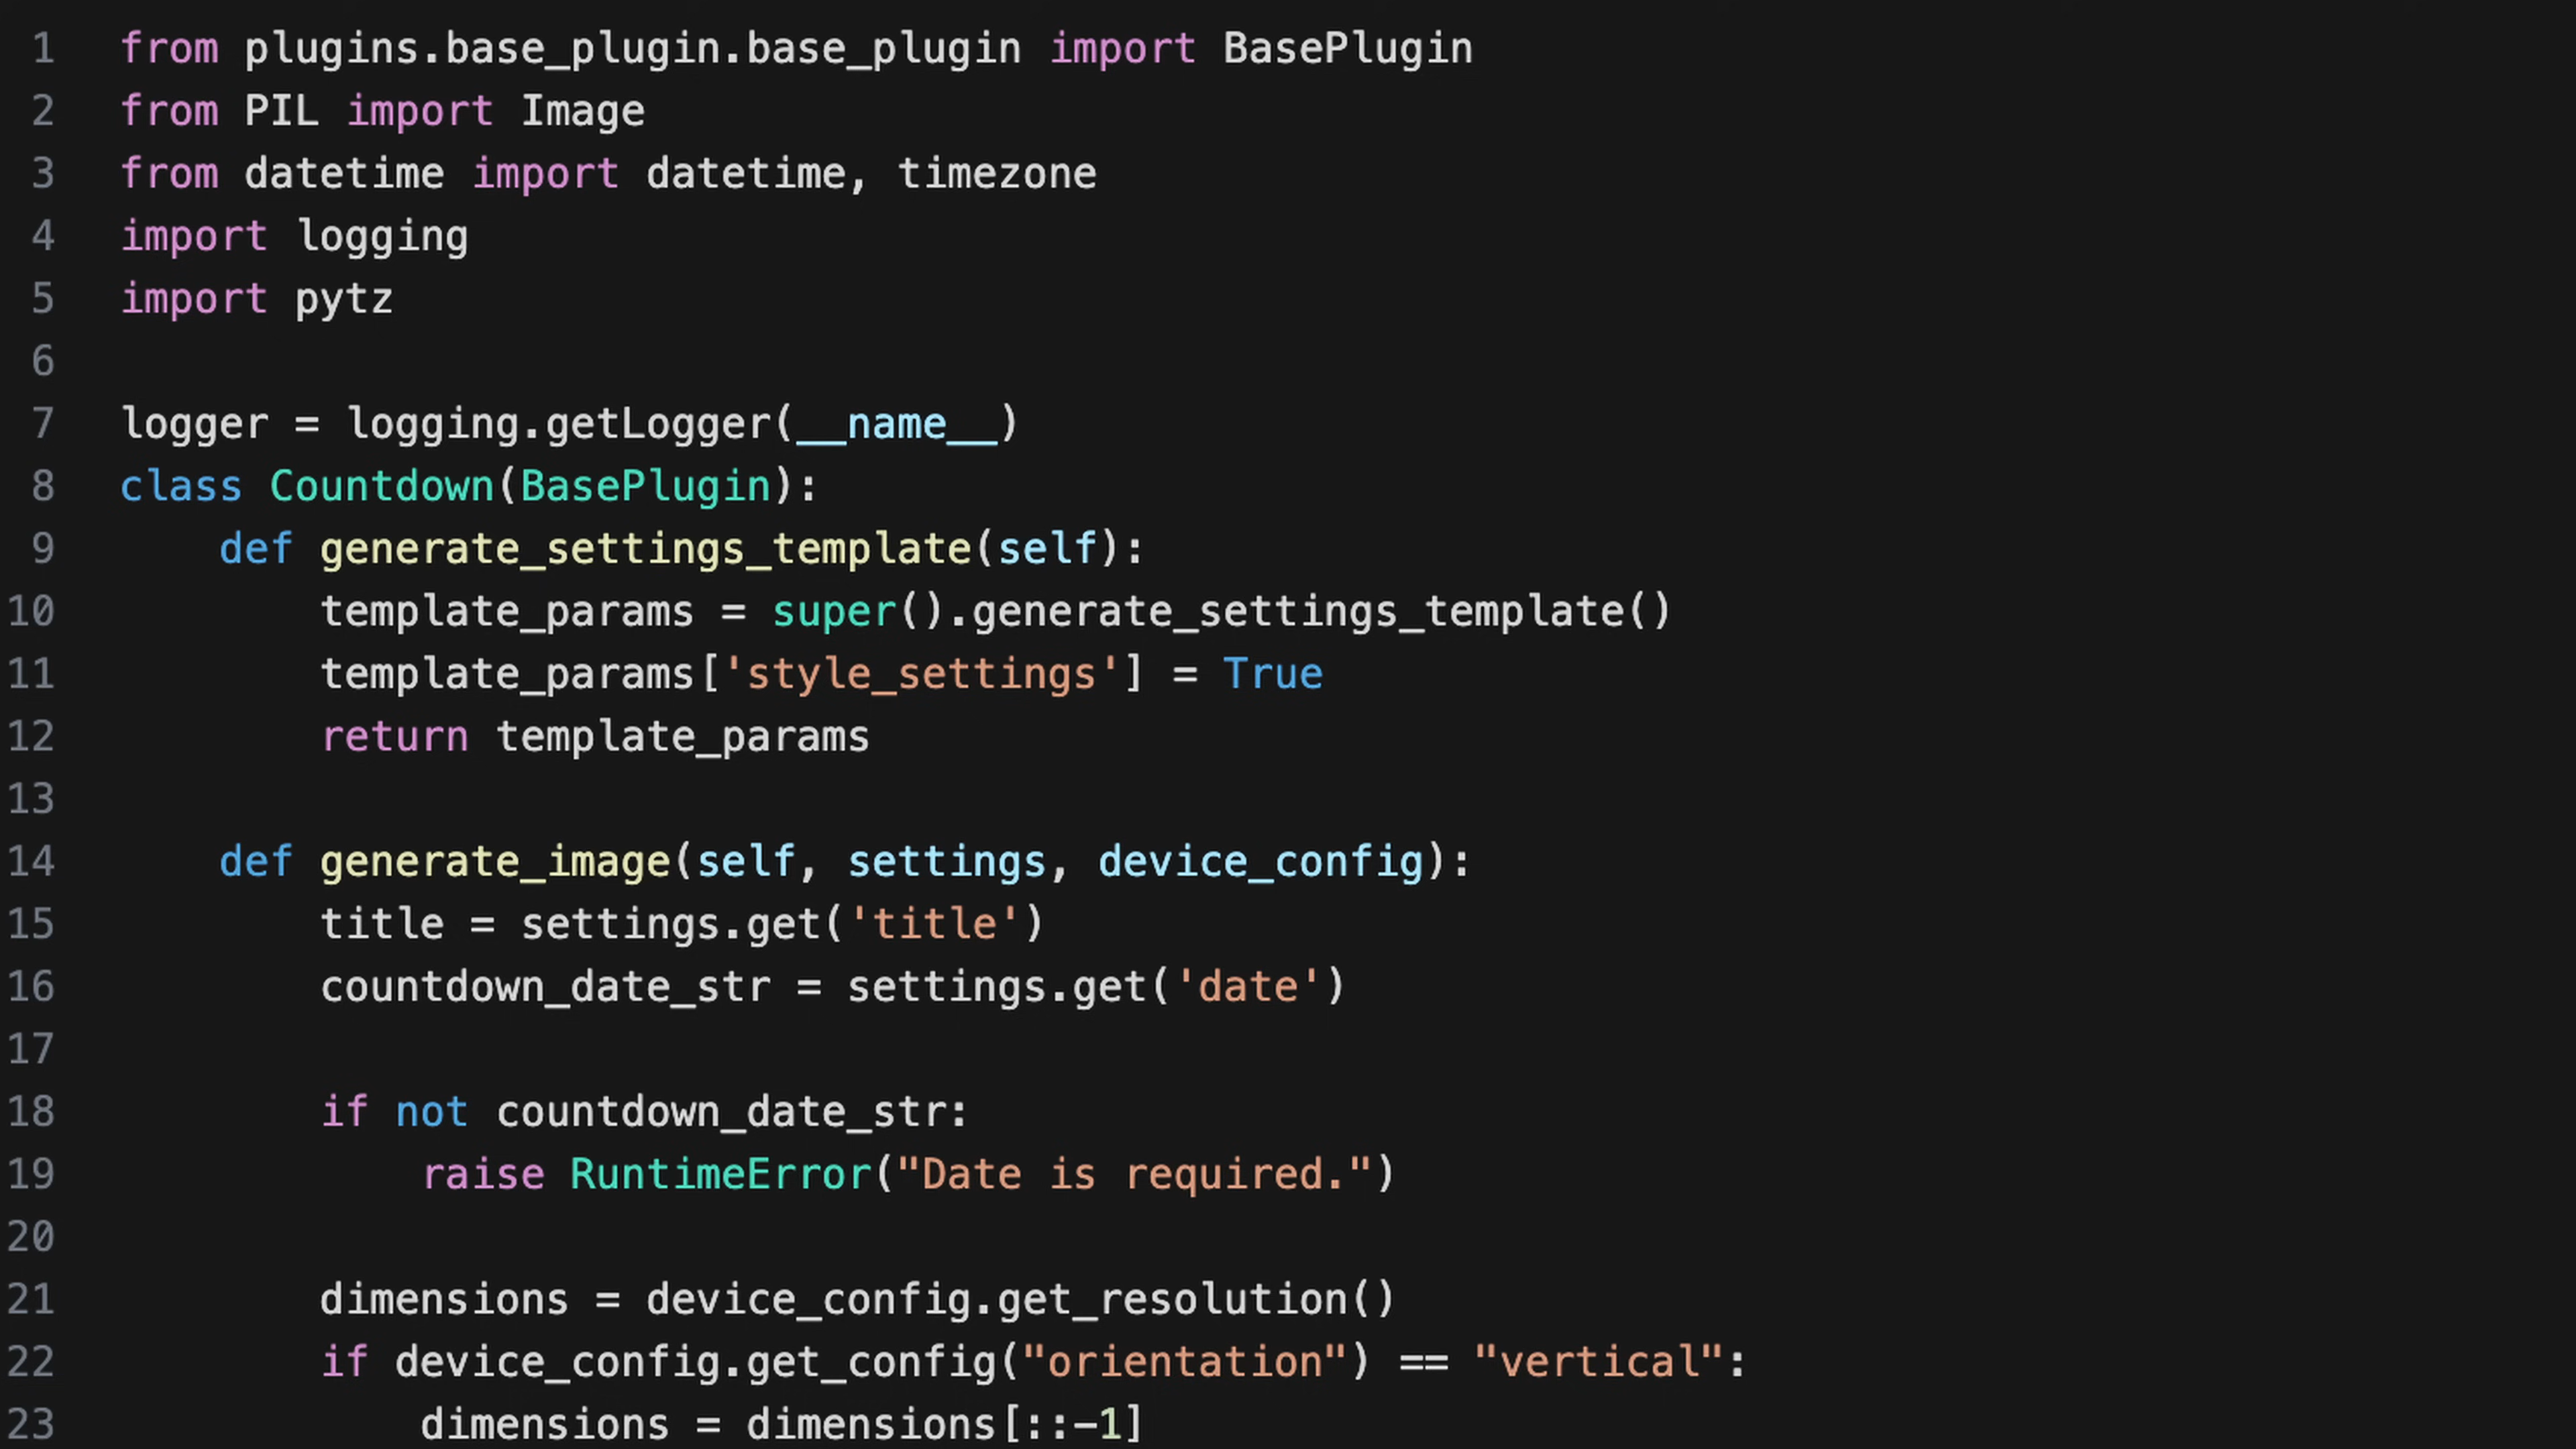 1 from plugins.base_plugin.base_plugin import BasePlugin
2 from PIL import Image
3 from datetime import datetime, timezone
4 import logging
5 import pytz
6
7 logger = logging.getLogger(__name__)
8 class Countdown(BasePlugin):
9     def generate_settings_template(self):
10         template_params = super().generate_settings_template()
11         template_params['style_settings'] = True
12         return template_params
13
14     def generate_image(self, settings, device_config):
15         title = settings.get('title')
16         countdown_date_str = settings.get('date')
17
18         if not countdown_date_str:
19             raise RuntimeError("Date is required.")
20
21         dimensions = device_config.get_resolution()
22         if device_config.get_config("orientation") == "vertical":
23             dimensions = dimensions[::-1]